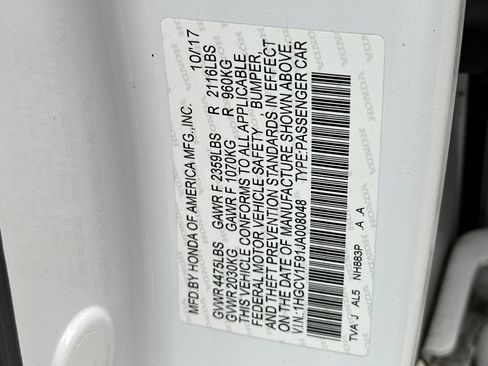 MFD.BY HONDA OF AMERICA MFG.,INC. 10/17
GVWR 4475LBS GAWR F 2359LBS R 2116LBS
GVWR 2030KG GAWR F 1070KG R 960KG
THIS VEHICLE CONFORMS TO ALL APPLICABLE
FEDERAL MOTOR VEHICLE SAFETY , BUMPER,
AND THEFT PREVENTION STANDARDS IN EFFECT
ON THE DATE OF MANUFACTURE SHOWN ABOVE.
V.I.N:1HGCV1F91JA008048 TYPE:PASSENGER CAR
TVA J AL5 NH883P A .A
HONDA